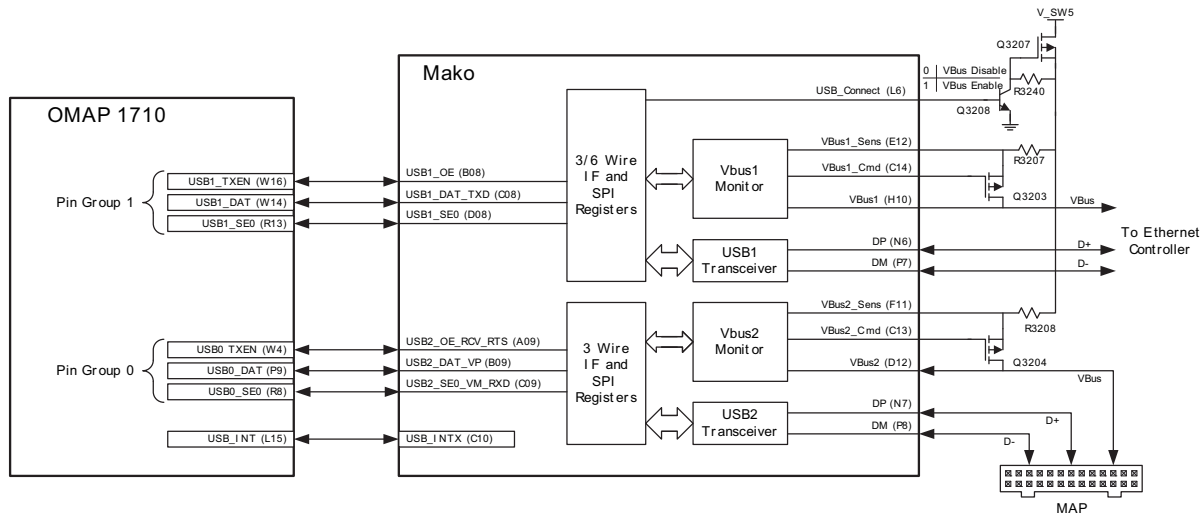 V_SW5
Q3207
Mako
0 | VBus Disable
1 | VBus Enable
R3240
USB_Connect (L6)
Q3208
OMAP 1710
Pin Group 1
USB1_TXEN (W16)
USB1_DAT (W14)
USB1_SE0 (R13)
USB1_OE (B08)
USB1_DAT_TXD (C08)
USB1_SE0 (D08)
3/6 Wire
I F and
SPI
Registers
Vbus1
Monitor
VBus1_Sens (E12)
VBus1_Cmd (C14)
VBus1 (H10)
R3207
Q3203
VBus
USB1
Transceiver
DP (N6)
DM (P7)
D+
D-
To Ethernet
Controller
Pin Group 0
USB0_TXEN (W4)
USB0_DAT (P9)
USB0_SE0 (R8)
USB2_OE_RCV_RTS (A09)
USB2_DAT_VP (B09)
USB2_SE0_VM_RXD (C09)
3 Wire
I F and
SPI
Registers
Vbus2
Monitor
VBus2_Sens (F11)
VBus2_Cmd (C13)
VBus2 (D12)
R3208
Q3204
VBus
USB2
Transceiver
DP (N7)
DM (P8)
D+
D-
USB_INT (L15)
USB_INTX (C10)
MAP